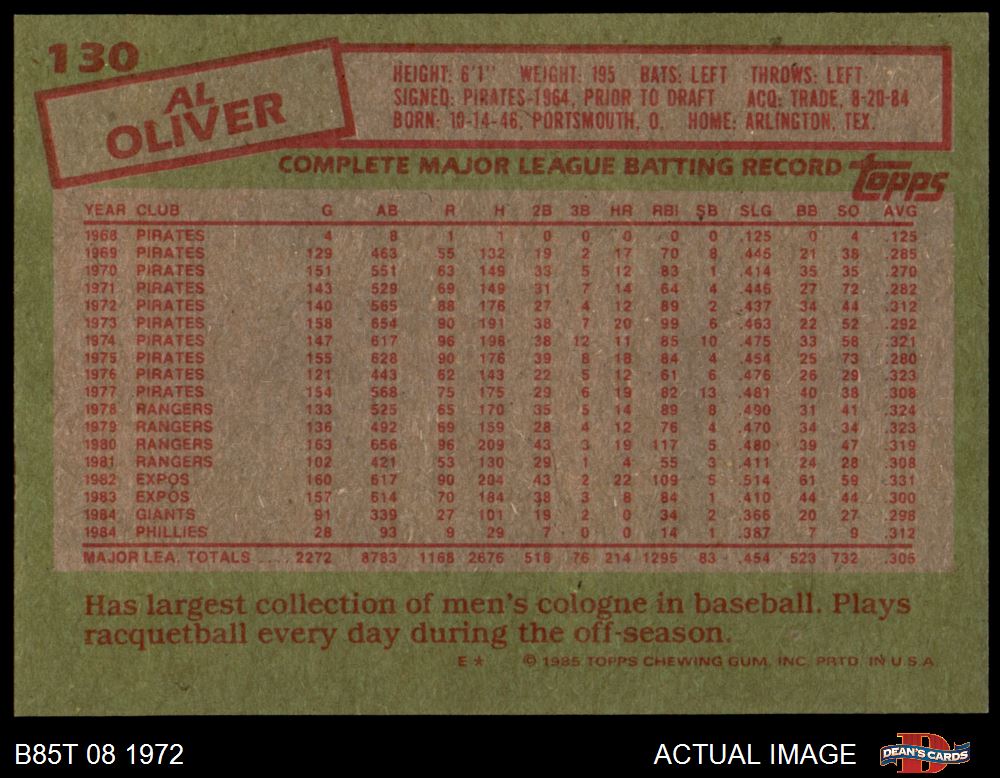 130
AL
OLIVER
HEIGHT: 6'1" WEIGHT: 195 BATS: LEFT THROWS: LEFT
SIGNED: PIRATES-1964, PRIOR TO DRAFT ACQ: TRADE, 8-20-84
BORN: 10-14-46, PORTSMOUTH, O. HOME: ARLINGTON, TEX.
COMPLETE MAJOR LEAGUE BATTING RECORD topps
YEAR CLUB G AB R H 2B 3B HR RBI SB SLG BB SO AVG
1968 PIRATES 4 8 1 1 0 0 0 0 0 .125 0 4 .125
1969 PIRATES 129 463 55 132 19 2 17 70 8 .445 21 38 .285
1970 PIRATES 151 551 63 149 33 5 12 83 1 .414 35 35 .270
1971 PIRATES 143 529 69 149 31 7 14 64 4 .446 27 72 .282
1972 PIRATES 140 565 88 176 27 4 12 89 2 .437 34 44 .312
1973 PIRATES 158 654 90 191 38 7 20 99 6 .463 22 52 .292
1974 PIRATES 147 617 96 198 38 12 11 85 10 .475 33 58 .321
1975 PIRATES 155 628 90 176 39 8 18 84 4 .454 25 73 .280
1976 PIRATES 121 443 62 143 22 5 12 61 6 .476 26 29 .323
1977 PIRATES 154 568 75 175 29 6 19 82 13 .481 40 38 .308
1978 RANGERS 133 525 65 170 35 5 14 89 8 .490 31 41 .324
1979 RANGERS 136 492 69 159 28 4 12 76 4 .470 34 34 .323
1980 RANGERS 163 656 96 209 43 3 19 117 5 .480 39 47 .319
1981 RANGERS 102 421 53 130 29 1 4 55 3 .411 24 28 .308
1982 EXPOS 160 617 90 204 43 2 22 109 5 .514 61 59 .331
1983 EXPOS 157 614 70 184 38 3 8 84 1 .410 44 44 .300
1984 GIANTS 91 339 27 101 19 2 0 34 2 .366 20 27 .298
1984 PHILLIES 28 93 9 29 7 0 0 14 1 .387 7 9 .312
MAJOR LEA. TOTALS .... 2272 8783 1168 2676 518 76 214 1295 83 .454 523 732 .305
Has largest collection of men's cologne in baseball. Plays
racquetball every day during the off-season.
E * © 1985 TOPPS CHEWING GUM, INC. PRTD. IN U.S.A.
B85T 08 1972 ACTUAL IMAGE DEAN'S CARDS